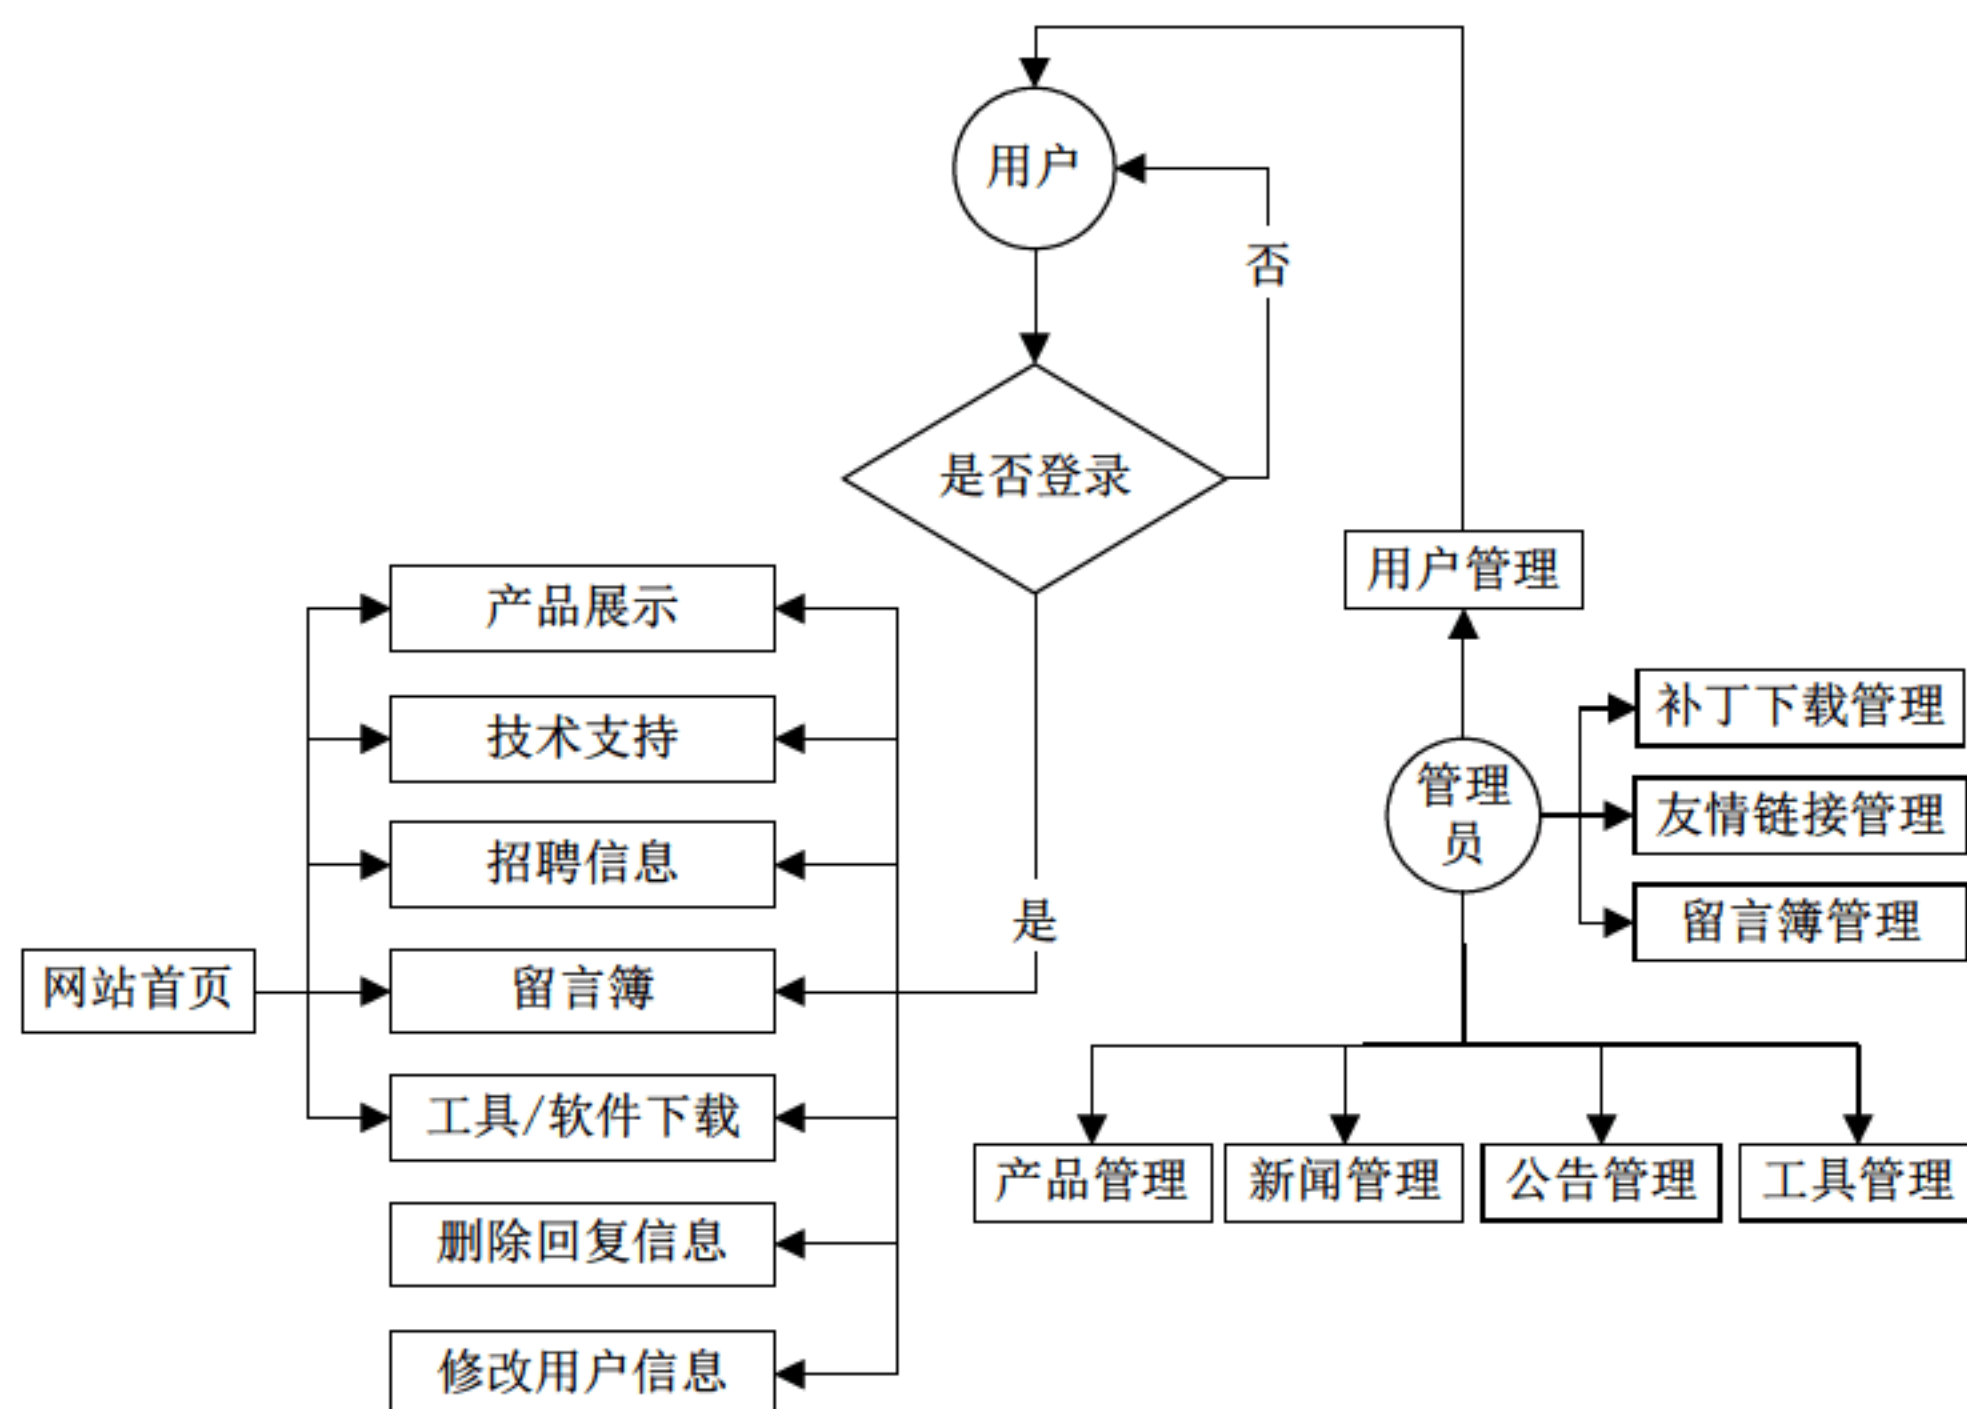 用户
否
是否登录
用户管理
产品展示
技术支持
招聘信息
网站首页
留言簿
工具/软件下载
删除回复信息
修改用户信息
是
管理
员
补丁下载管理
友情链接管理
留言簿管理
产品管理
新闻管理
公告管理
工具管理